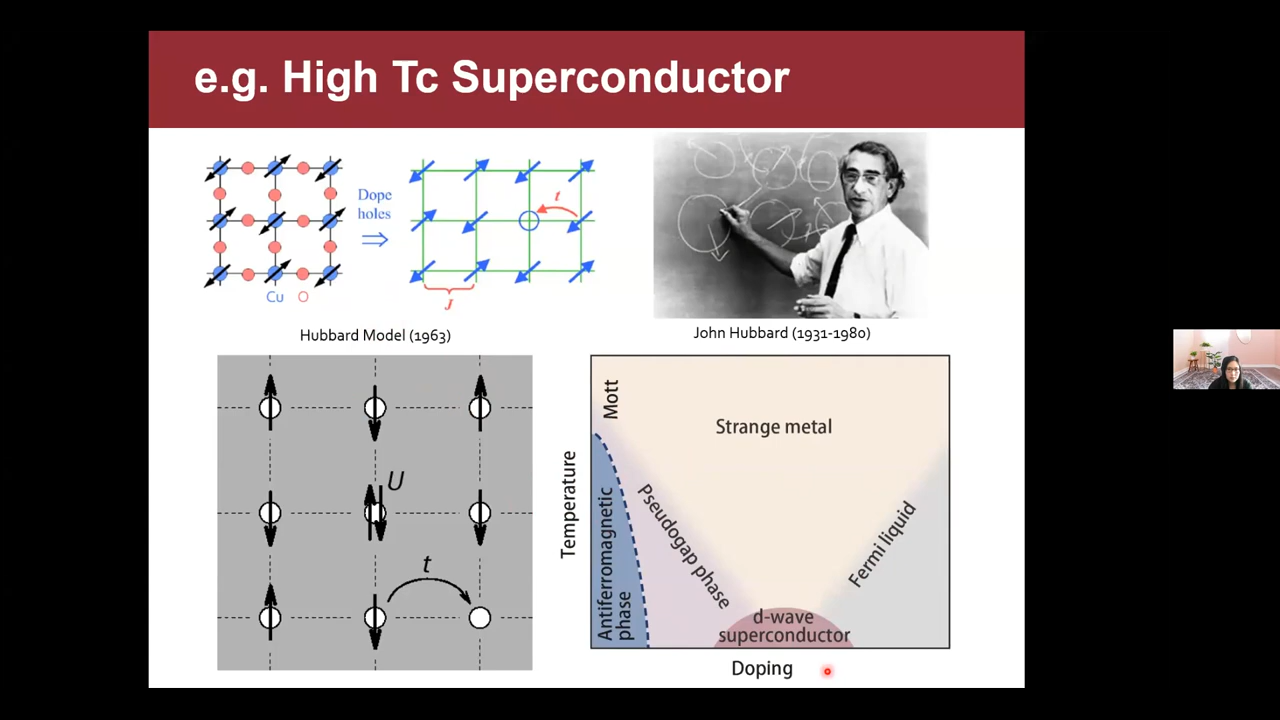 e.g. High Tc Superconductor
Dope
holes
⇒
t
J
Cu O
Hubbard Model (1963)
John Hubbard (1931-1980)
U
t
Temperature
Mott
Strange metal
Antiferromagnetic
phase
Pseudogap phase
Fermi liquid
d-wave
superconductor
Doping